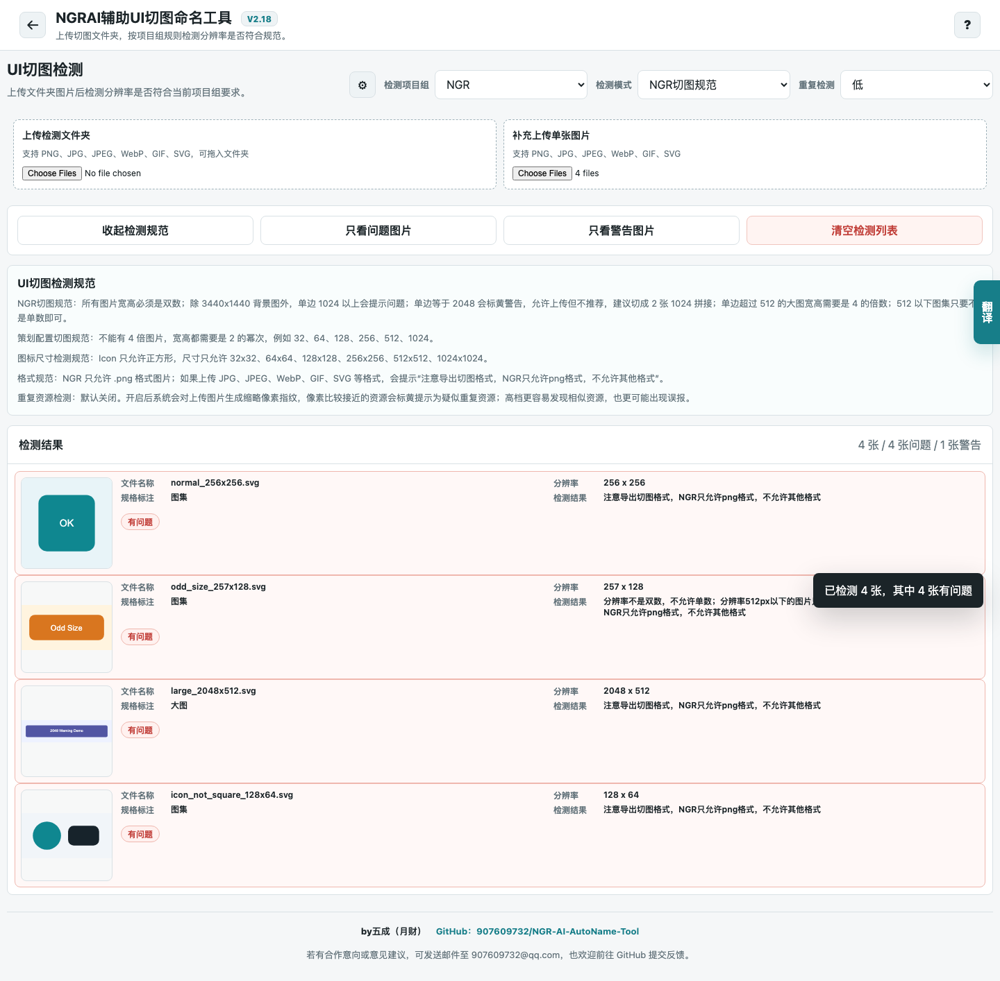 NGRAI辅助UI切图命名工具 V2.18
上传切图文件夹，按项目组规则检测分辨率是否符合规范。
?
UI切图检测
上传文件夹图片后检测分辨率是否符合当前项目组要求。
检测项目组 NGR 检测模式 NGR切图规范 重复检测 低
上传检测文件夹
支持 PNG、JPG、JPEG、WebP、GIF、SVG，可拖入文件夹
Choose Files No file chosen
补充上传单张图片
支持 PNG、JPG、JPEG、WebP、GIF、SVG
Choose Files 4 files
收起检测规范 只看问题图片 只看警告图片 清空检测列表
UI切图检测规范
NGR切图规范：所有图片宽高必须是双数；除 3440x1440 背景图外，单边 1024 以上会提示问题；单边等于 2048 会标黄警告，允许上传但不推荐，建议切成 2 张 1024 拼接；单边超过 512 的大图宽高需要是 4 的倍数；512 以下图集只要不
是单数即可。
策划配置切图规范：不能有 4 倍图片，宽高都需要是 2 的幂次，例如 32、64、128、256、512、1024。
图标尺寸检测规范：Icon 只允许正方形，尺寸只允许 32x32、64x64、128x128、256x256、512x512、1024x1024。
格式规范：NGR 只允许 .png 格式图片；如果上传 JPG、JPEG、WebP、GIF、SVG 等格式，会提示“注意导出切图格式，NGR只允许png格式，不允许其他格式”。
重复资源检测：默认关闭。开启后系统会对上传图片生成缩略像素指纹，像素比较接近的资源会标黄提示为疑似重复资源；高档更容易发现相似资源，也更可能出现误报。
翻译
检测结果 4 张 / 4 张问题 / 1 张警告
OK
文件名称 normal_256x256.svg 分辨率 256 x 256
规格标注 图集 检测结果 注意导出切图格式，NGR只允许png格式，不允许其他格式
有问题
Odd Size
文件名称 odd_size_257x128.svg 分辨率 257 x 128
规格标注 图集 检测结果 分辨率不是双数，不允许单数；分辨率512px以下的图片
NGR只允许png格式，不允许其他格式
有问题
已检测 4 张，其中 4 张有问题
2048 Warning Demo
文件名称 large_2048x512.svg 分辨率 2048 x 512
规格标注 大图 检测结果 注意导出切图格式，NGR只允许png格式，不允许其他格式
有问题
文件名称 icon_not_square_128x64.svg 分辨率 128 x 64
规格标注 图集 检测结果 注意导出切图格式，NGR只允许png格式，不允许其他格式
有问题
by五成（月财） GitHub：907609732/NGR-AI-AutoName-Tool
若有合作意向或意见建议，可发送邮件至 907609732@qq.com，也欢迎前往 GitHub 提交反馈。